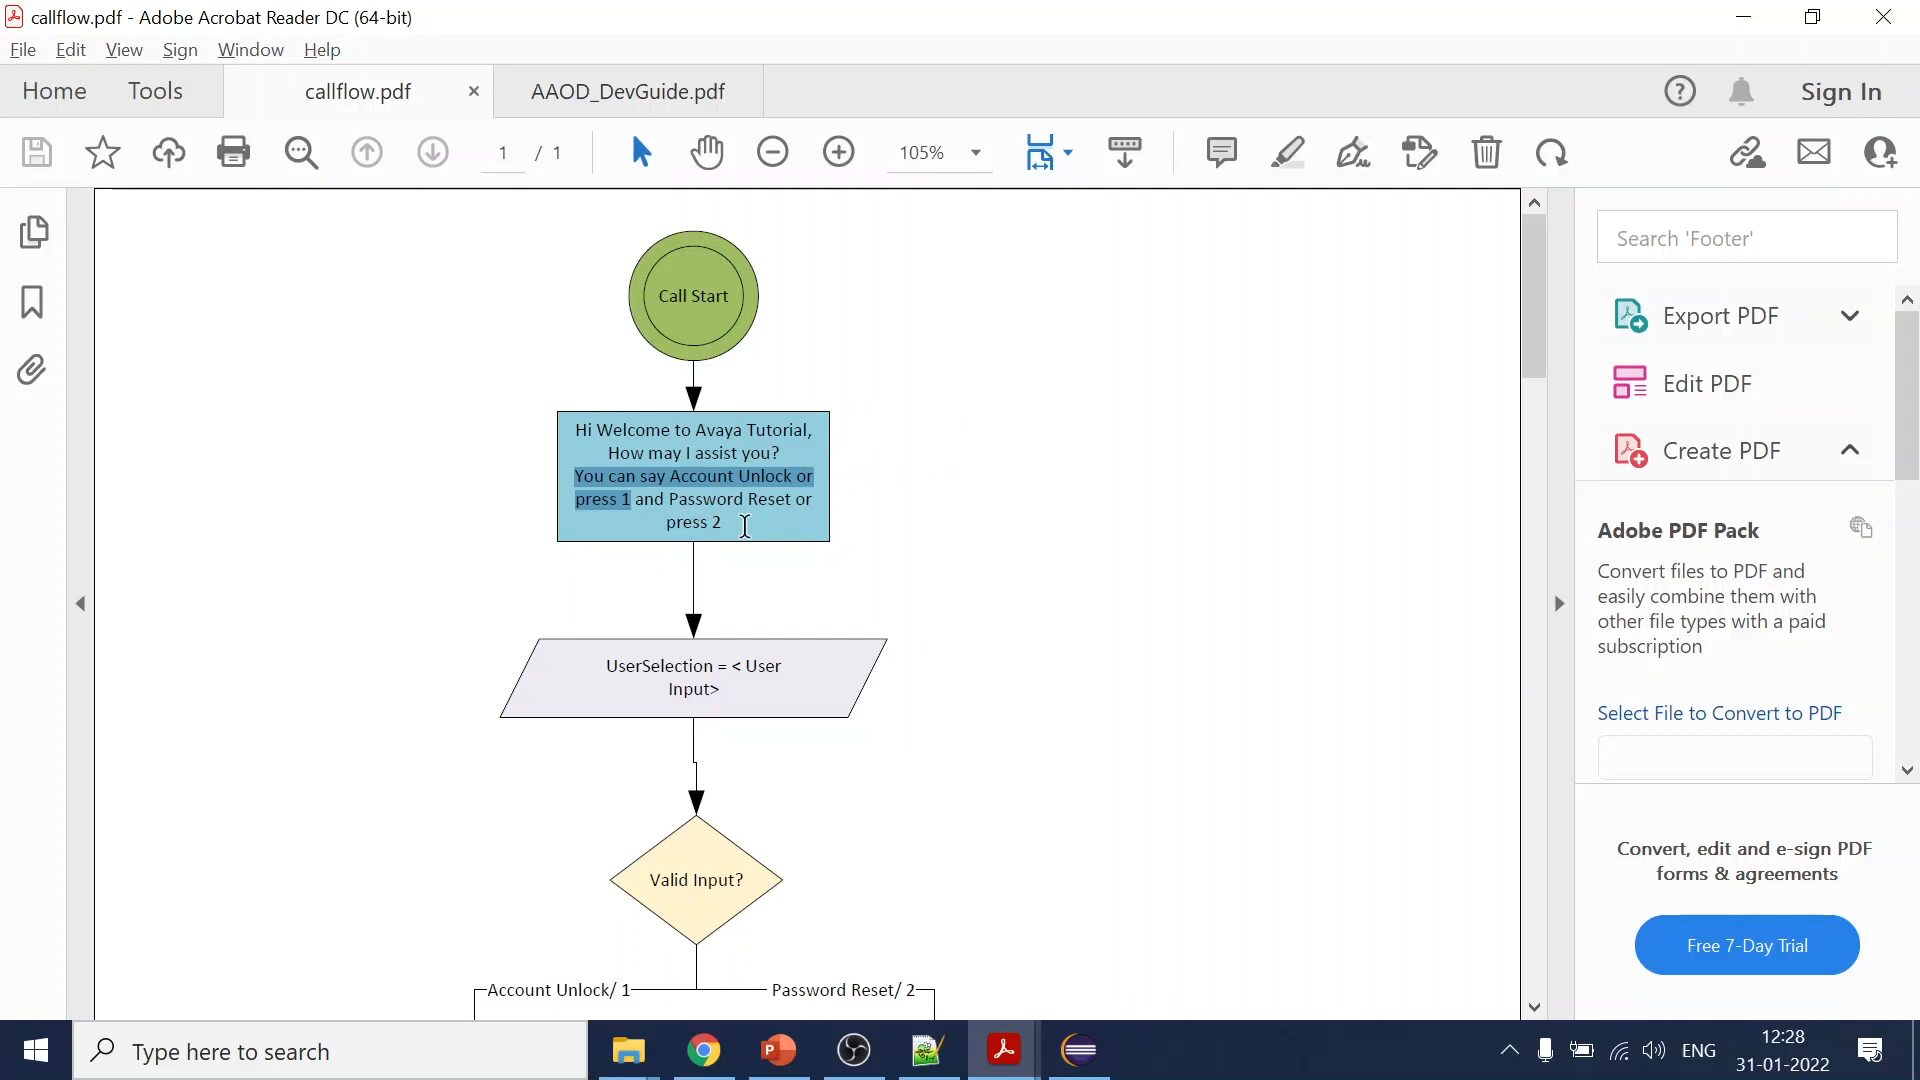 callflow.pdf - Adobe Acrobat Reader DC (64-bit)
File Edit View Sign Window Help
Home Tools callflow.pdf × AAOD_DevGuide.pdf Sign In
1 / 1 105%
Search 'Footer'
Export PDF
Edit PDF
Create PDF
Adobe PDF Pack
Convert files to PDF and
easily combine them with
other file types with a paid
subscription
Select File to Convert to PDF
Convert, edit and e-sign PDF
forms & agreements
Free 7-Day Trial
Call Start
Hi Welcome to Avaya Tutorial,
How may I assist you?
You can say Account Unlock or
press 1 and Password Reset or
press 2
UserSelection = < User
Input>
Valid Input?
Account Unlock/ 1 Password Reset/ 2
Type here to search
ENG
12:28
31-01-2022